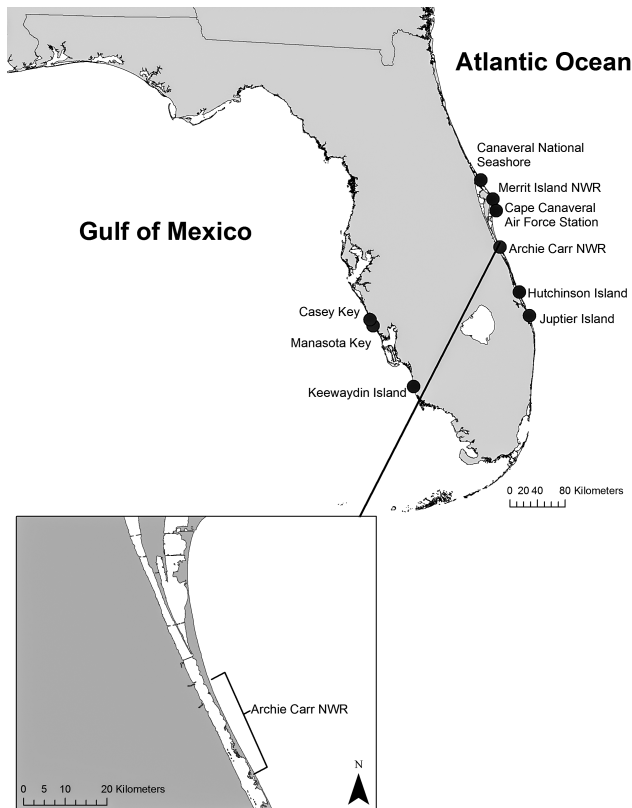 Atlantic Ocean
Canaveral National
Seashore
Merrit Island NWR
Cape Canaveral
Air Force Station
Gulf of Mexico
Archie Carr NWR
Hutchinson Island
Casey Key
Juptier Island
Manasota Key
Keewaydin Island
0 20 40 80 Kilometers
Archie Carr NWR
N
0 5 10 20 Kilometers